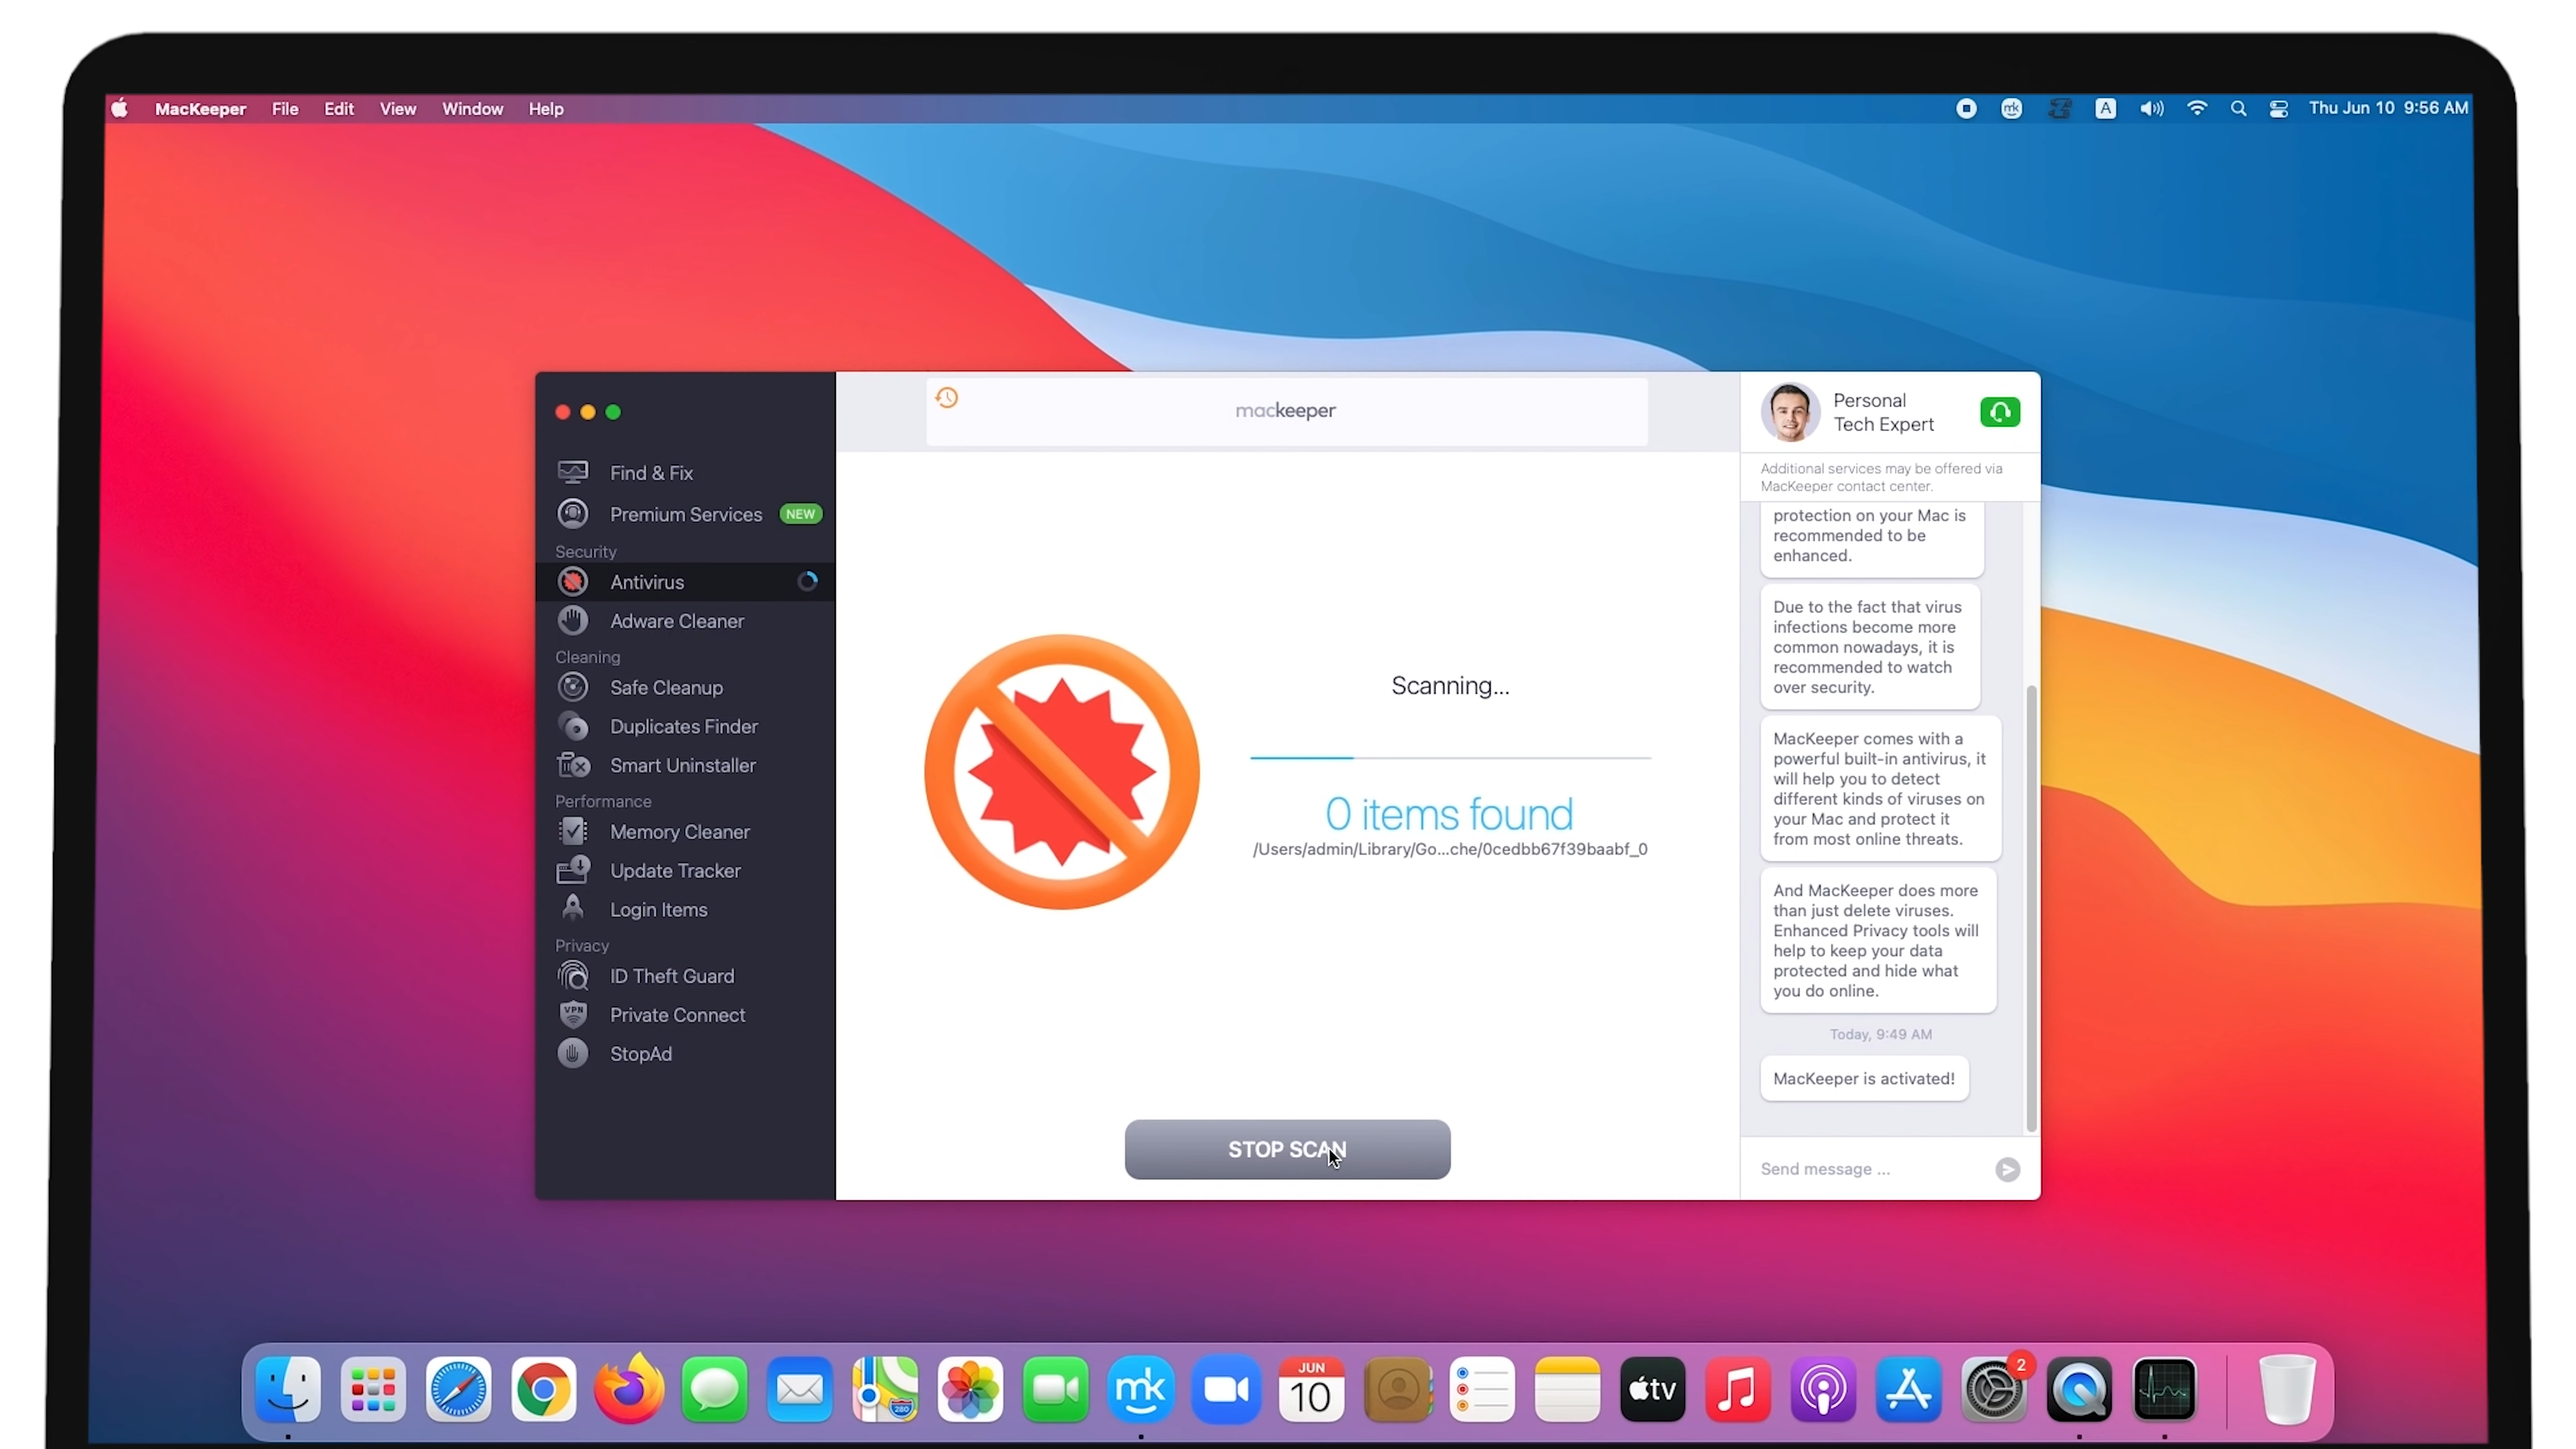 MacKeeper File Edit View Window Help
A Thu Jun 10 9:56 AM
mk
Find & Fix
Premium Services NEW
Security
Antivirus
Adware Cleaner
Cleaning
Safe Cleanup
Duplicates Finder
Smart Uninstaller
Performance
Memory Cleaner
Update Tracker
Login Items
Privacy
ID Theft Guard
VPN
Private Connect
StopAd
mackeeper
Scanning...
0 items found
/Users/admin/Library/Go...che/0cedbb67f39baabf_0
STOP SCAN
Personal
Tech Expert
Additional services may be offered via
MacKeeper contact center.
protection on your Mac is
recommended to be
enhanced.
Due to the fact that virus
infections become more
common nowadays, it is
recommended to watch
over security.
MacKeeper comes with a
powerful built-in antivirus, it
will help you to detect
different kinds of viruses on
your Mac and protect it
from most online threats.
And MacKeeper does more
than just delete viruses.
Enhanced Privacy tools will
help to keep your data
protected and hide what
you do online.
Today, 9:49 AM
MacKeeper is activated!
Send message ...
280
mk
JUN
10
tv
2